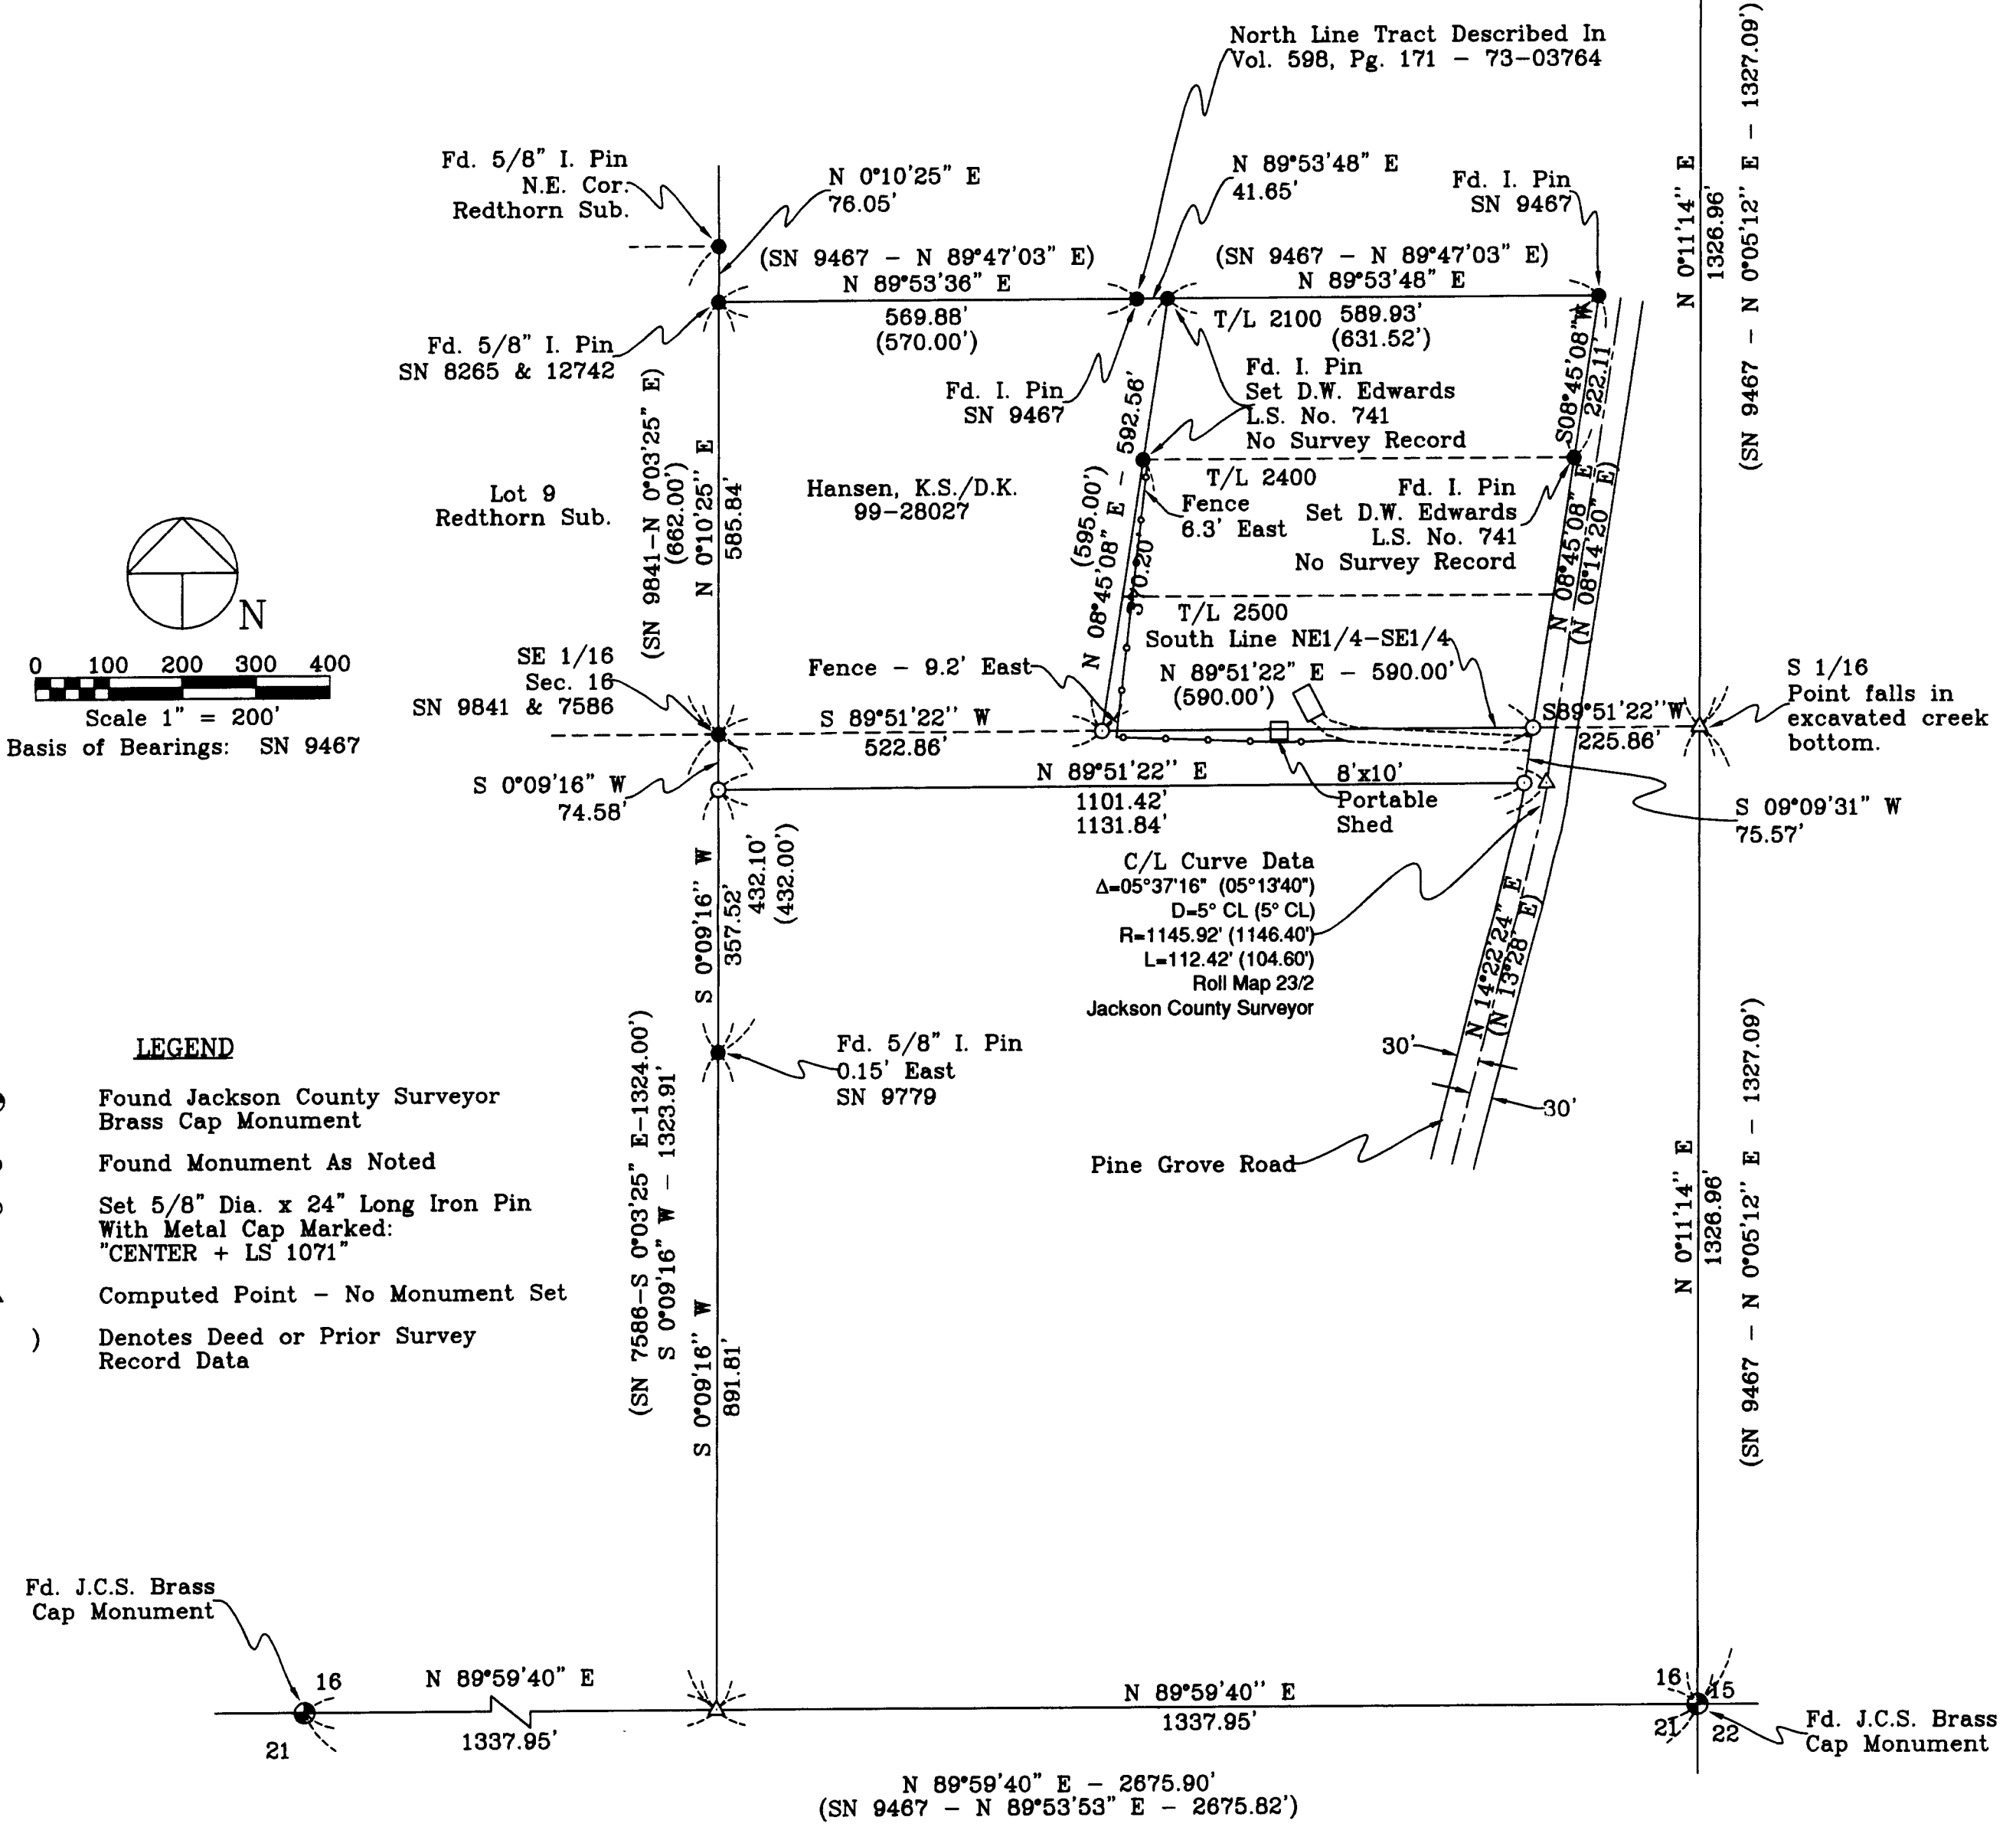 North Line Tract Described In
Vol. 598, Pg. 171 - 73-03764
(SN 9467 - N 0°05'12" E - 1327.09')
N 0°11'14" E
1326.96'
Fd. 5/8" I. Pin
N.E. Cor.
Redthorn Sub.
N 0°10'25" E
76.05'
N 89°53'48" E
41.65'
Fd. I. Pin
SN 9467
(SN 9467 - N 89°47'03" E)
N 89°53'36" E
569.88'
(570.00')
(SN 9467 - N 89°47'03" E)
N 89°53'48" E
T/L 2100
589.93'
(631.52')
Fd. 5/8" I. Pin
SN 8265 & 12742
Fd. I. Pin
SN 9467
Fd. I. Pin
Set D.W. Edwards
L.S. No. 741
No Survey Record
S08°45'08"W
222.11'
(SN 9841-N 0°03'25" E)
(662.00')
N 0°10'25" E
585.84'
Lot 9
Redthorn Sub.
Hansen, K.S./D.K.
99-28027
(595.00')
N 08°45'08" E - 592.56'
370.20'
T/L 2400
Fence
6.3' East
Fd. I. Pin
Set D.W. Edwards
L.S. No. 741
No Survey Record
N 08°45'08" E
(N 08°14'20" E)
N
0 100 200 300 400
Scale 1" = 200'
Basis of Bearings: SN 9467
T/L 2500
South Line NE1/4-SE1/4
N 89°51'22" E - 590.00'
(590.00')
SE 1/16
Sec. 16
SN 9841 & 7586
Fence - 9.2' East
S 89°51'22" W
522.86'
S89°51'22"W
225.86'
S 1/16
Point falls in
excavated creek
bottom.
S 0°09'16" W
74.58'
N 89°51'22" E
1101.42'
1131.84'
8'x10'
Portable
Shed
S 09°09'31" W
75.57'
S 0°09'16" W
357.52'
432.10'
(432.00')
C/L Curve Data
Δ=05°37'16" (05°13'40")
D=5° CL (5° CL)
R=1145.92' (1146.40')
L=112.42' (104.60')
Roll Map 23/2
Jackson County Surveyor
N 14°22'24" E
(N 13°28' E)
30'
30'
Pine Grove Road
Fd. 5/8" I. Pin
0.15' East
SN 9779
(SN 7586-S 0°03'25" E-1324.00')
S 0°09'16" W - 1323.91'
S 0°09'16" W
891.81'
N 0°11'14" E
1326.96'
(SN 9467 - N 0°05'12" E - 1327.09')
LEGEND
Found Jackson County Surveyor
Brass Cap Monument
Found Monument As Noted
Set 5/8" Dia. x 24" Long Iron Pin
With Metal Cap Marked:
"CENTER + LS 1071"
Computed Point - No Monument Set
) Denotes Deed or Prior Survey
Record Data
Fd. J.C.S. Brass
Cap Monument
16
21
N 89°59'40" E
1337.95'
N 89°59'40" E
1337.95'
16
15
21
22
Fd. J.C.S. Brass
Cap Monument
N 89°59'40" E - 2675.90'
(SN 9467 - N 89°53'53" E - 2675.82')